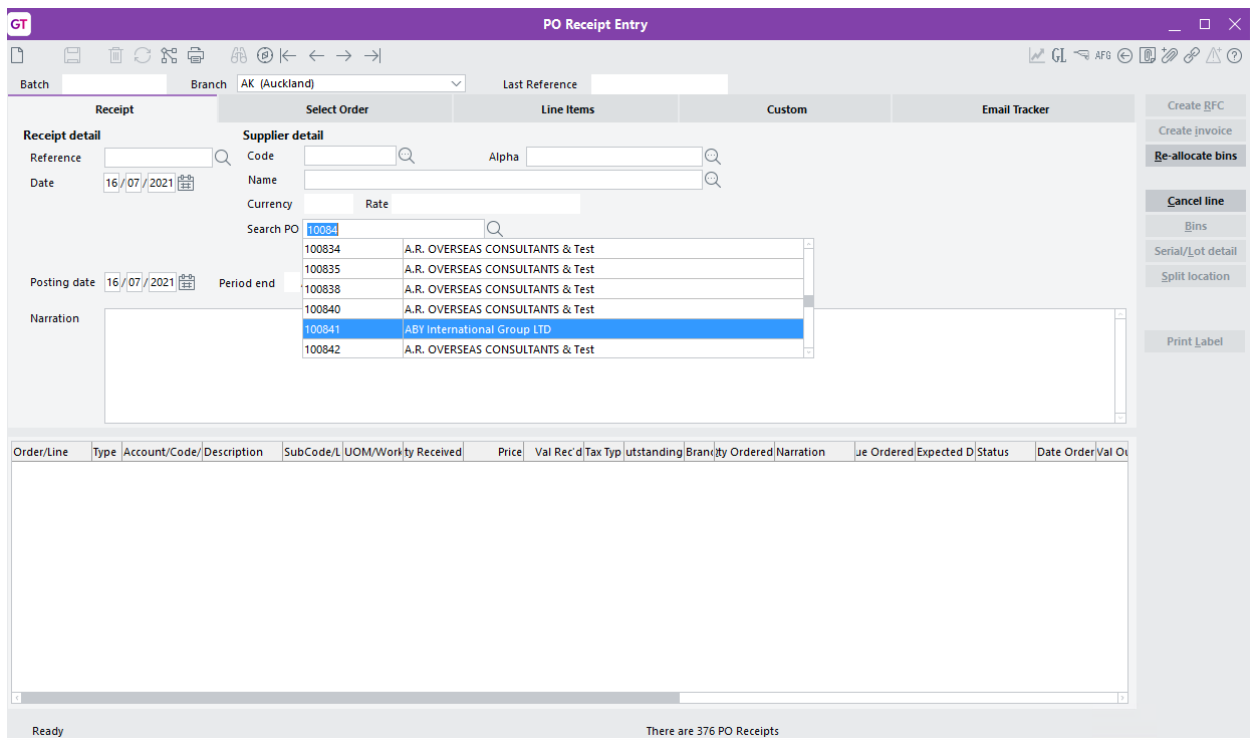 GT PO Receipt Entry
GL AFG
Batch Branch AK (Auckland) Last Reference
Receipt Select Order Line Items Custom Email Tracker Create RFC
Create invoice
Receipt detail Supplier detail
Reference Code Alpha Re-allocate bins
Date 16/07/2021 Name
Currency Rate Cancel line
Search PO 10084 Bins
100834 A.R. OVERSEAS CONSULTANTS & Test
Serial/Lot detail
100835 A.R. OVERSEAS CONSULTANTS & Test
Posting date 16/07/2021 Period end 100838 A.R. OVERSEAS CONSULTANTS & Test Split location
100840 A.R. OVERSEAS CONSULTANTS & Test
Narration
100841 ABY International Group LTD
100842 A.R. OVERSEAS CONSULTANTS & Test Print Label
Order/Line Type Account/Code/ Description SubCode/L UOM/Work ty Received Price Val Rec'd Tax Typ utstanding Branc ty Ordered Narration ue Ordered Expected D Status Date Order Val Ou
Ready There are 376 PO Receipts